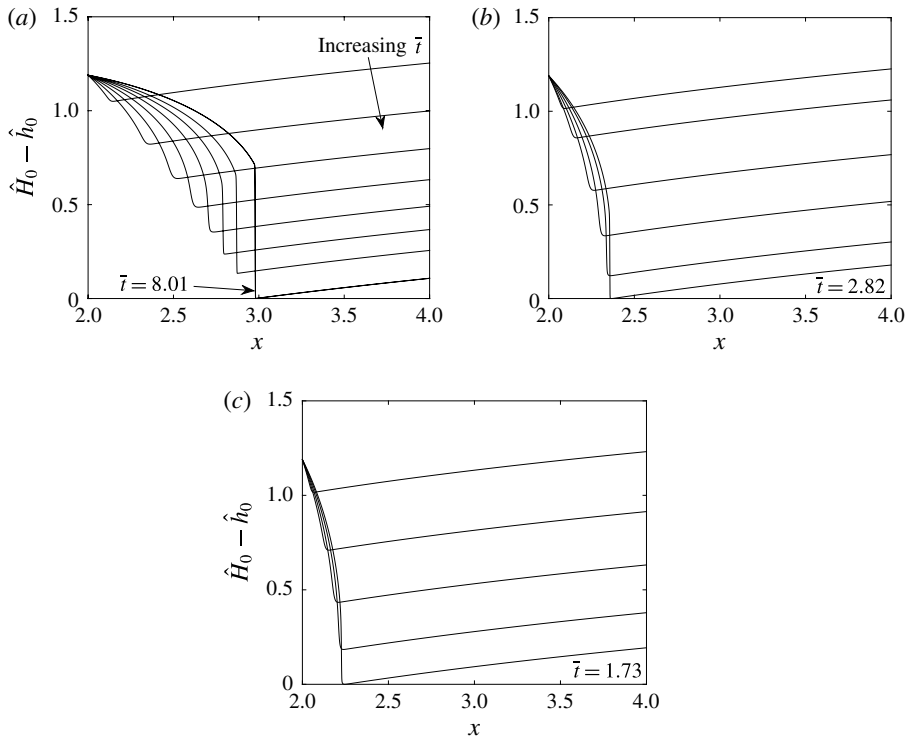 (a)
1.5
1.0
0.5
0
Ĥ₀ − ĥ₀
Increasing t̄
t̄ = 8.01
2.0 2.5 3.0 3.5 4.0
x
(b)
1.5
1.0
0.5
0
t̄ = 2.82
2.0 2.5 3.0 3.5 4.0
x
(c)
1.5
1.0
0.5
0
Ĥ₀ − ĥ₀
t̄ = 1.73
2.0 2.5 3.0 3.5 4.0
x